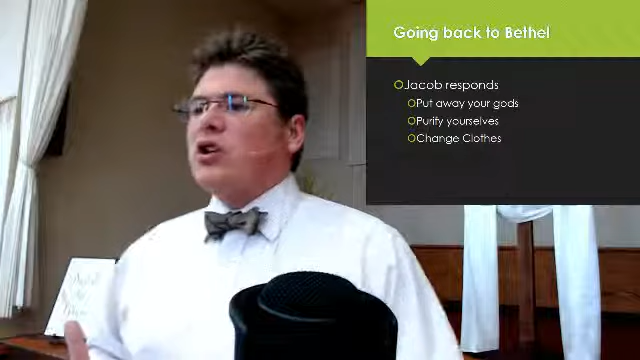 Going back to Bethel
Jacob responds
Put away your gods
Purify yourselves
Change Clothes